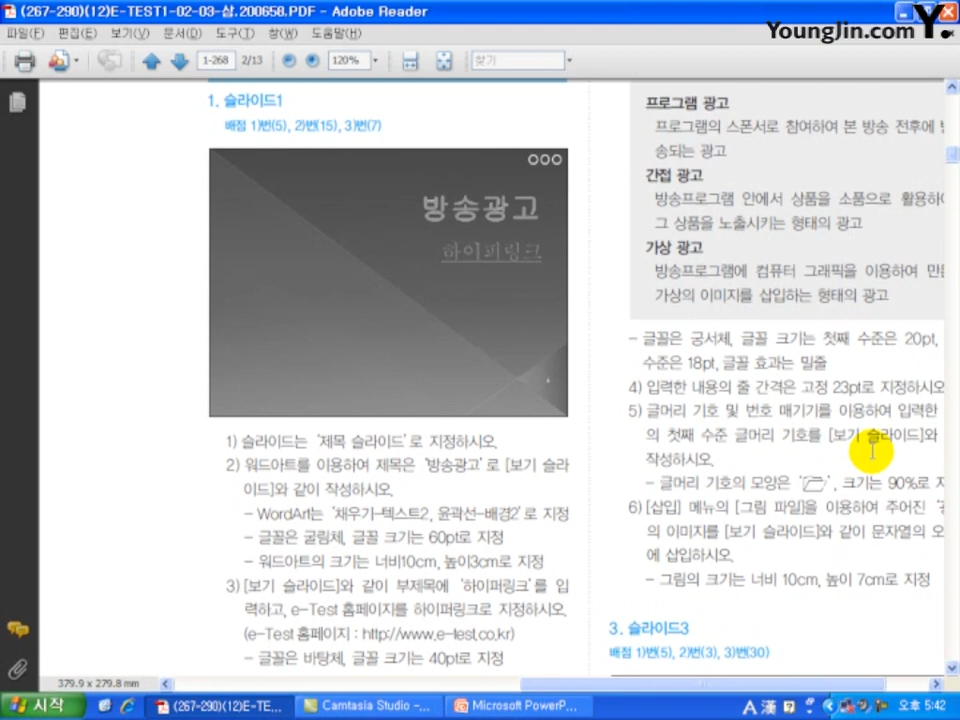 (267-290)(12)E-TEST1-02-03-삼.200658.PDF - Adobe Reader
YoungJin.com Y.
파일(F) 편집(E) 보기(V) 문서(D) 도구(T) 창(W) 도움말(H)
1-268 2/13 120% 찾기
1. 슬라이드1
배점 1)번(5), 2)번(15), 3)번(7)
방송광고
하이퍼링크
1) 슬라이드는 '제목 슬라이드'로 지정하시오.
2) 워드아트를 이용하여 제목은 '방송광고'로 [보기 슬라
이드]와 같이 작성하시오.
- WordArt는 '채우기-텍스트2, 윤곽선-배경2'로 지정
- 글꼴은 굴림체, 글꼴 크기는 60pt로 지정
- 워드아트의 크기는 너비10cm, 높이3cm로 지정
3) [보기 슬라이드]와 같이 부제목에 '하이퍼링크'를 입
력하고, e-Test 홈페이지를 하이퍼링크로 지정하시오.
(e-Test 홈페이지 : http://www.e-test.co.kr)
- 글꼴은 바탕체, 글꼴 크기는 40pt로 지정
프로그램 광고
프로그램의 스폰서로 참여하여 본 방송 전후에
송되는 광고
간접 광고
방송프로그램 안에서 상품을 소품으로 활용하
그 상품을 노출시키는 형태의 광고
가상 광고
방송프로그램에 컴퓨터 그래픽을 이용하여 만든
가상의 이미지를 삽입하는 형태의 광고
- 글꼴은 궁서체, 글꼴 크기는 첫째 수준은 20pt,
수준은 18pt, 글꼴 효과는 밑줄
4) 입력한 내용의 줄 간격은 고정 23pt로 지정하시오
5) 글머리 기호 및 번호 매기기를 이용하여 입력한
의 첫째 수준 글머리 기호를 [보기 슬라이드]와
작성하시오.
- 글머리 기호의 모양은 ' ', 크기는 90%로 지
6) [삽입] 메뉴의 [그림 파일]을 이용하여 주어진
의 이미지를 [보기 슬라이드]와 같이 문자열의 오
에 삽입하시오.
- 그림의 크기는 너비 10cm, 높이 7cm로 지정
3. 슬라이드3
배점 1)번(5), 2)번(3), 3)번(30)
379.9 x 279.8 mm
시작 (267-290)(12)E-TE... Camtasia Studio -... Microsoft PowerP... A 漢 오후 5:42